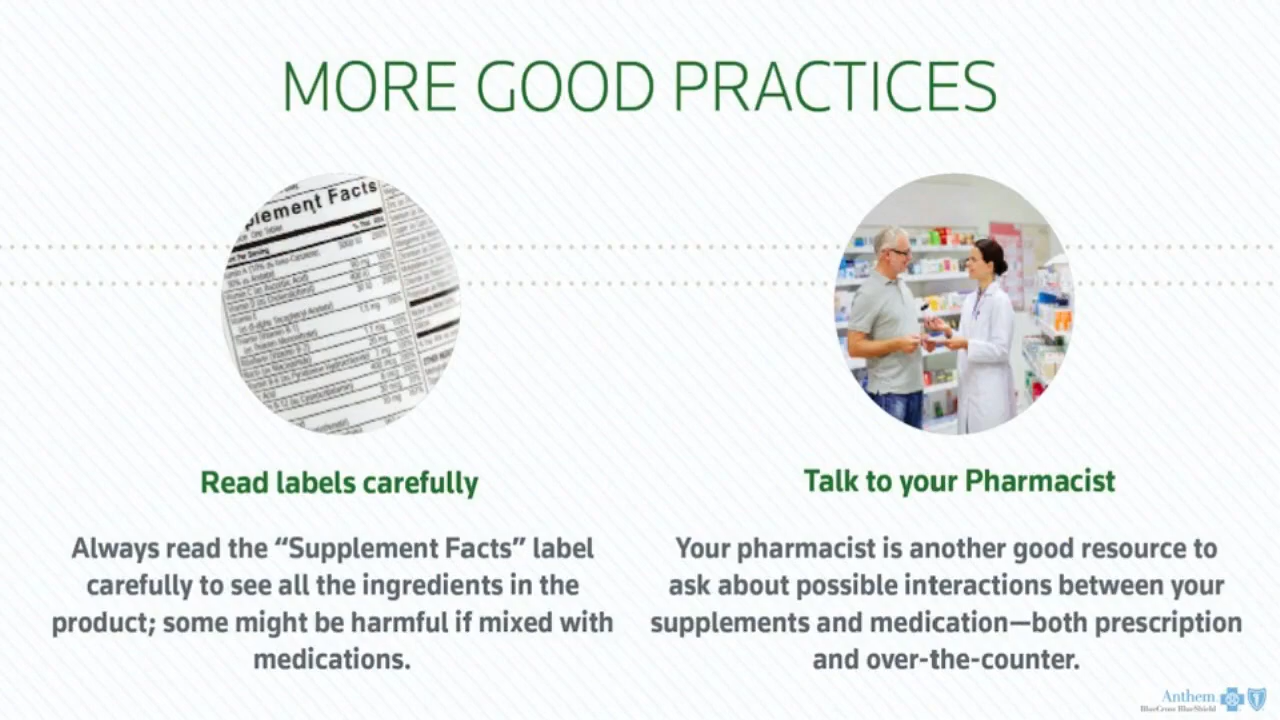 MORE GOOD PRACTICES
plement Facts
Read labels carefully
Always read the “Supplement Facts” label
carefully to see all the ingredients in the
product; some might be harmful if mixed with
medications.
Talk to your Pharmacist
Your pharmacist is another good resource to
ask about possible interactions between your
supplements and medication—both prescription
and over-the-counter.
Anthem
BlueCross BlueShield